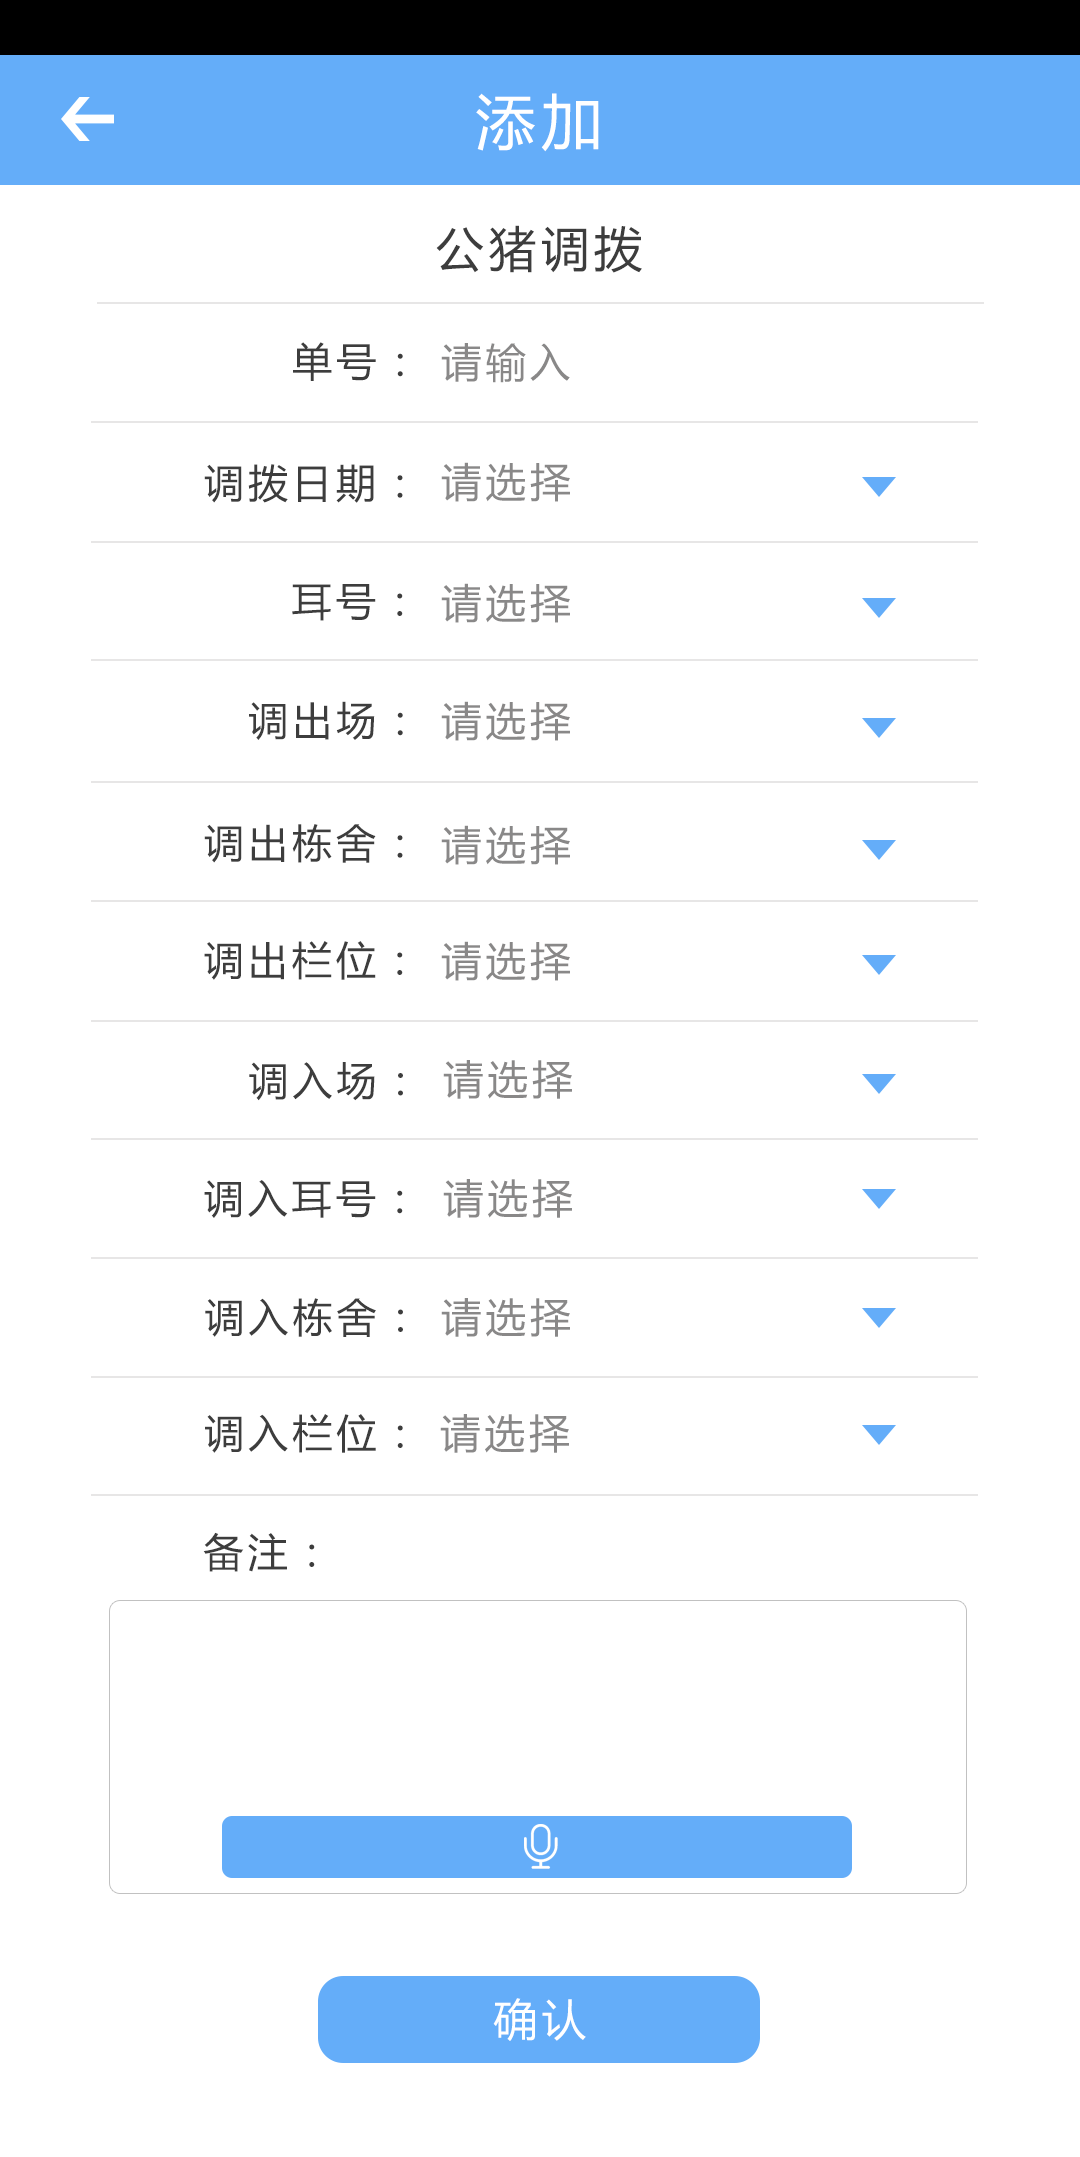 添加
公猪调拨
单号： 请输入
调拨日期： 请选择
耳号： 请选择
调出场： 请选择
调出栋舍： 请选择
调出栏位： 请选择
调入场： 请选择
调入耳号： 请选择
调入栋舍： 请选择
调入栏位： 请选择
备注：
确认